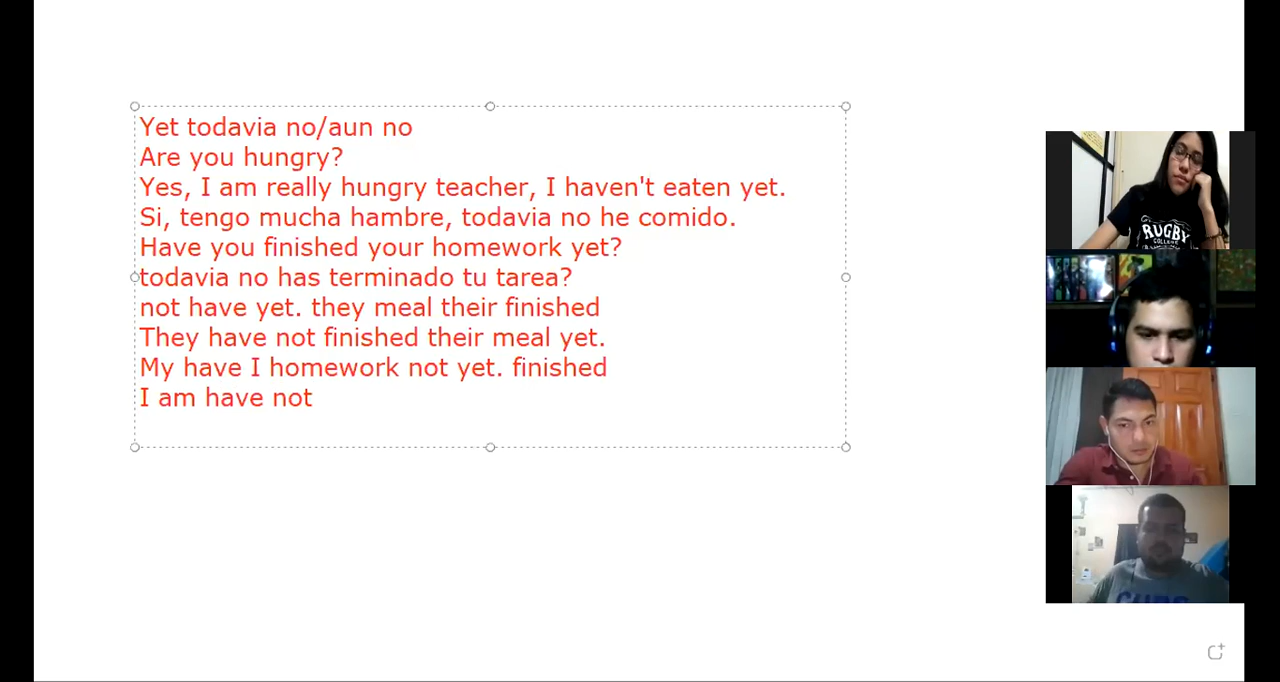 Yet todavia no/aun no
Are you hungry?
Yes, I am really hungry teacher, I haven't eaten yet.
Si, tengo mucha hambre, todavia no he comido.
Have you finished your homework yet?
todavia no has terminado tu tarea?
not have yet. they meal their finished
They have not finished their meal yet.
My have I homework not yet. finished
I am have not
RUGBY
COLLEGE